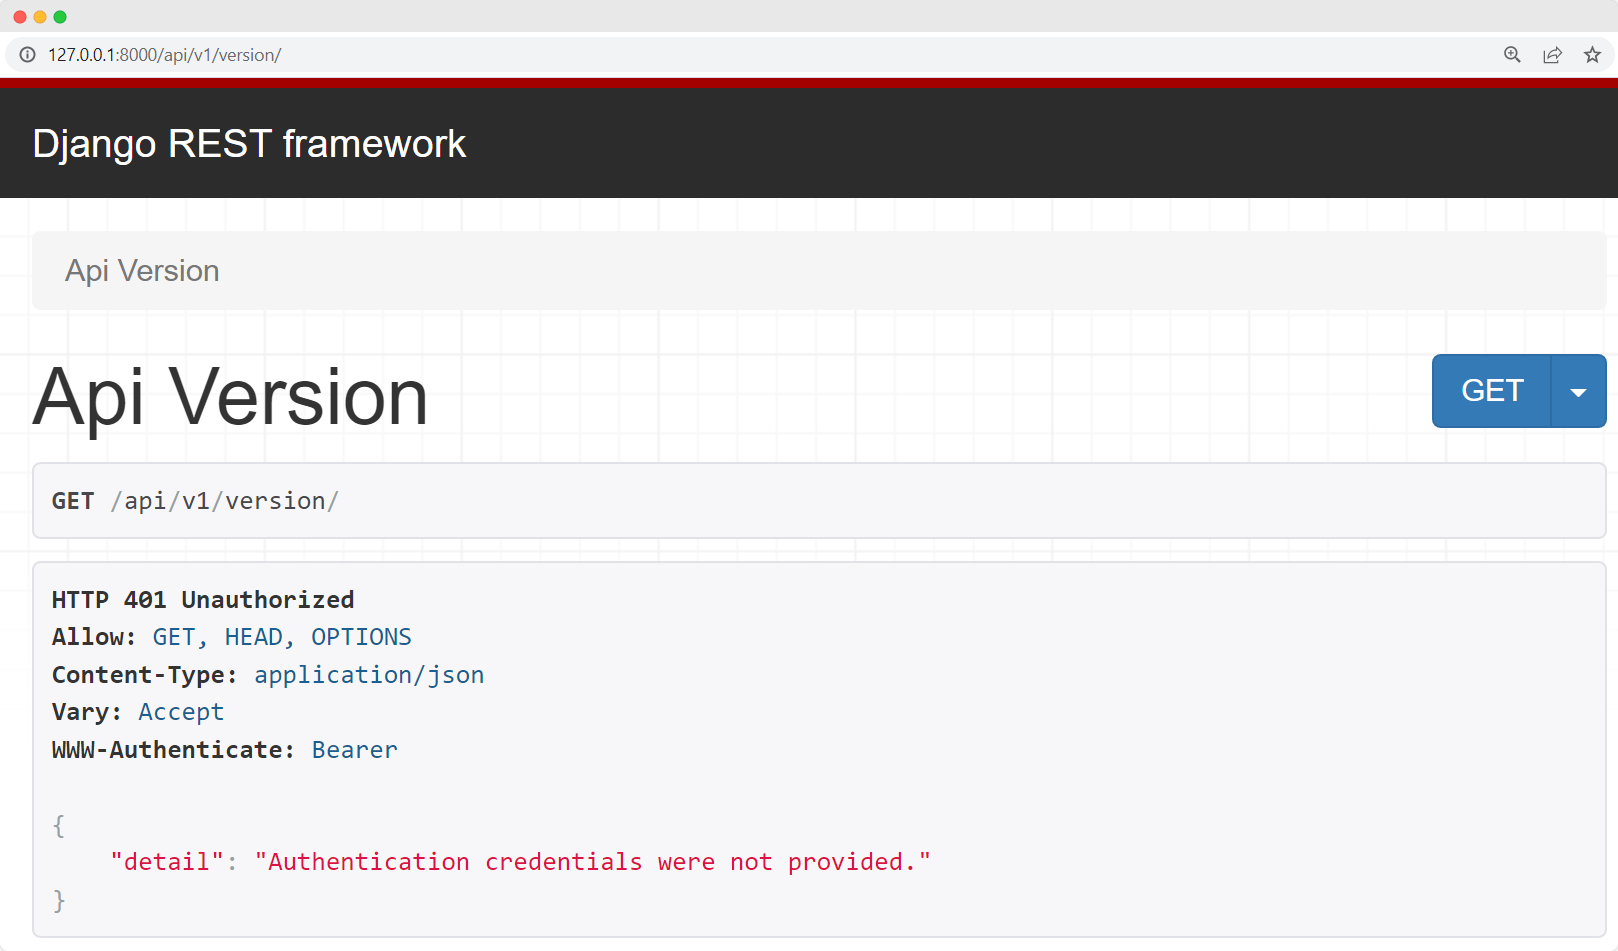 127.0.0.1:8000/api/v1/version/
Django REST framework
Api Version
Api Version
GET
GET /api/v1/version/
HTTP 401 Unauthorized
Allow: GET, HEAD, OPTIONS
Content-Type: application/json
Vary: Accept
WWW-Authenticate: Bearer
{
    "detail": "Authentication credentials were not provided."
}